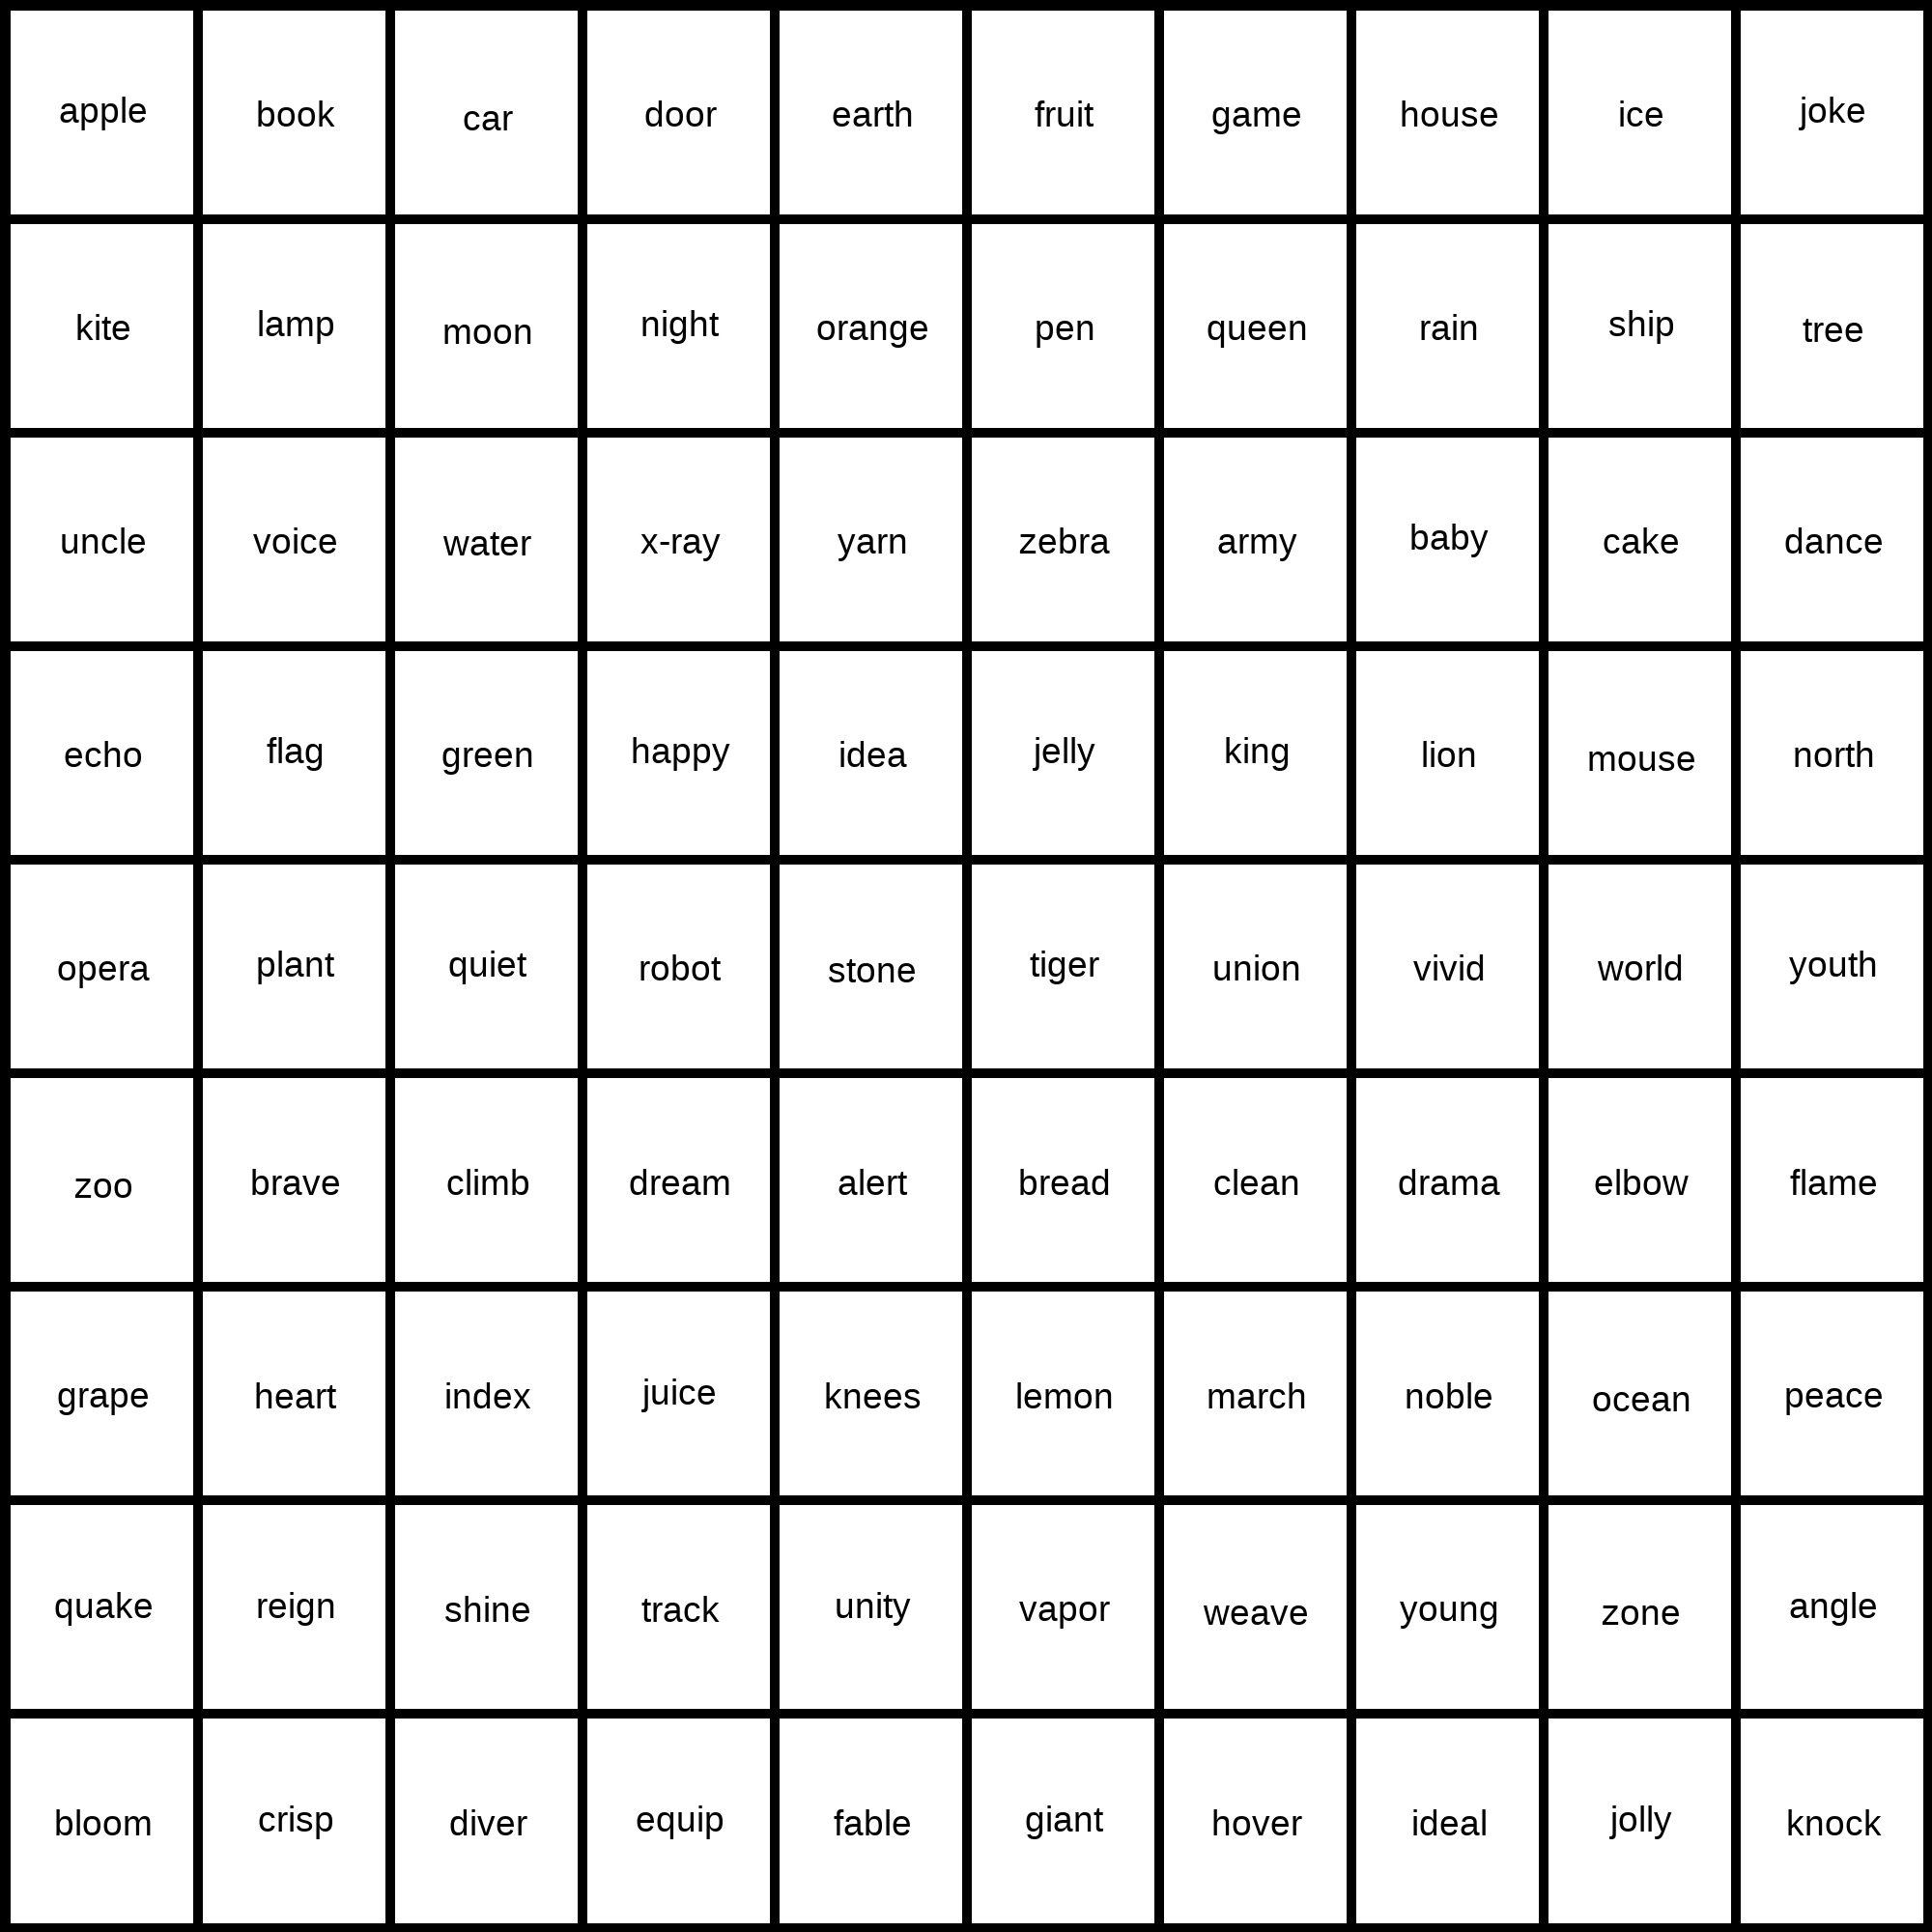 apple book car door earth fruit game house ice joke
kite lamp moon night orange pen queen rain ship tree
uncle voice water x-ray yarn zebra army baby cake dance
echo flag green happy idea jelly king lion mouse north
opera plant quiet robot stone tiger union vivid world youth
zoo brave climb dream alert bread clean drama elbow flame
grape heart index juice knees lemon march noble ocean peace
quake reign shine track unity vapor weave young zone angle
bloom crisp diver equip fable giant hover ideal jolly knock